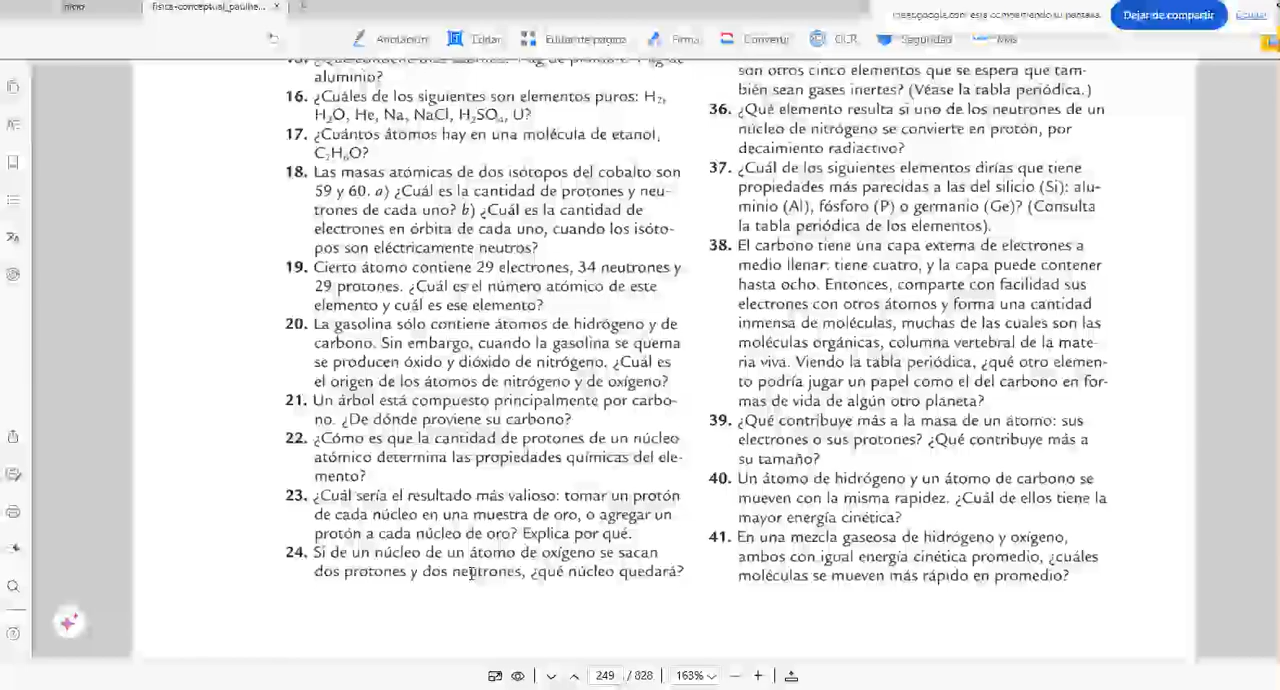 Inicio
fisica-conceptual_paulhe...
Dejar de compartir
Anotación
Editar
Editar de página
Firma
Convertir
OCR
Seguridad
Más
aluminio?
16. ¿Cuáles de los siguientes son elementos puros: H₂,
H₂O, He, Na, NaCl, H₂SO₄, U?
17. ¿Cuántos átomos hay en una molécula de etanol,
C₂H₆O?
18. Las masas atómicas de dos isótopos del cobalto son
59 y 60. a) ¿Cuál es la cantidad de protones y neu-
trones de cada uno? b) ¿Cuál es la cantidad de
electrones en órbita de cada uno, cuando los isóto-
pos son eléctricamente neutros?
19. Cierto átomo contiene 29 electrones, 34 neutrones y
29 protones. ¿Cuál es el número atómico de este
elemento y cuál es ese elemento?
20. La gasolina sólo contiene átomos de hidrógeno y de
carbono. Sin embargo, cuando la gasolina se quema
se producen óxido y dióxido de nitrógeno. ¿Cuál es
el origen de los átomos de nitrógeno y de oxígeno?
21. Un árbol está compuesto principalmente por carbo-
no. ¿De dónde proviene su carbono?
22. ¿Cómo es que la cantidad de protones de un núcleo
atómico determina las propiedades químicas del ele-
mento?
23. ¿Cuál sería el resultado más valioso: tomar un protón
de cada núcleo en una muestra de oro, o agregar un
protón a cada núcleo de oro? Explica por qué.
24. Si de un núcleo de un átomo de oxígeno se sacan
dos protones y dos neutrones, ¿qué núcleo quedará?
son otros cinco elementos que se espera que tam-
bién sean gases inertes? (Véase la tabla periódica.)
36. ¿Qué elemento resulta si uno de los neutrones de un
núcleo de nitrógeno se convierte en protón, por
decaimiento radiactivo?
37. ¿Cuál de los siguientes elementos dirías que tiene
propiedades más parecidas a las del silicio (Si): alu-
minio (Al), fósforo (P) o germanio (Ge)? (Consulta
la tabla periódica de los elementos).
38. El carbono tiene una capa externa de electrones a
medio llenar: tiene cuatro, y la capa puede contener
hasta ocho. Entonces, comparte con facilidad sus
electrones con otros átomos y forma una cantidad
inmensa de moléculas, muchas de las cuales son las
moléculas orgánicas, columna vertebral de la mate-
ria viva. Viendo la tabla periódica, ¿qué otro elemen-
to podría jugar un papel como el del carbono en for-
mas de vida de algún otro planeta?
39. ¿Qué contribuye más a la masa de un átomo: sus
electrones o sus protones? ¿Qué contribuye más a
su tamaño?
40. Un átomo de hidrógeno y un átomo de carbono se
mueven con la misma rapidez. ¿Cuál de ellos tiene la
mayor energía cinética?
41. En una mezcla gaseosa de hidrógeno y oxígeno,
ambos con igual energía cinética promedio, ¿cuáles
moléculas se mueven más rápido en promedio?
249 / 828
163%